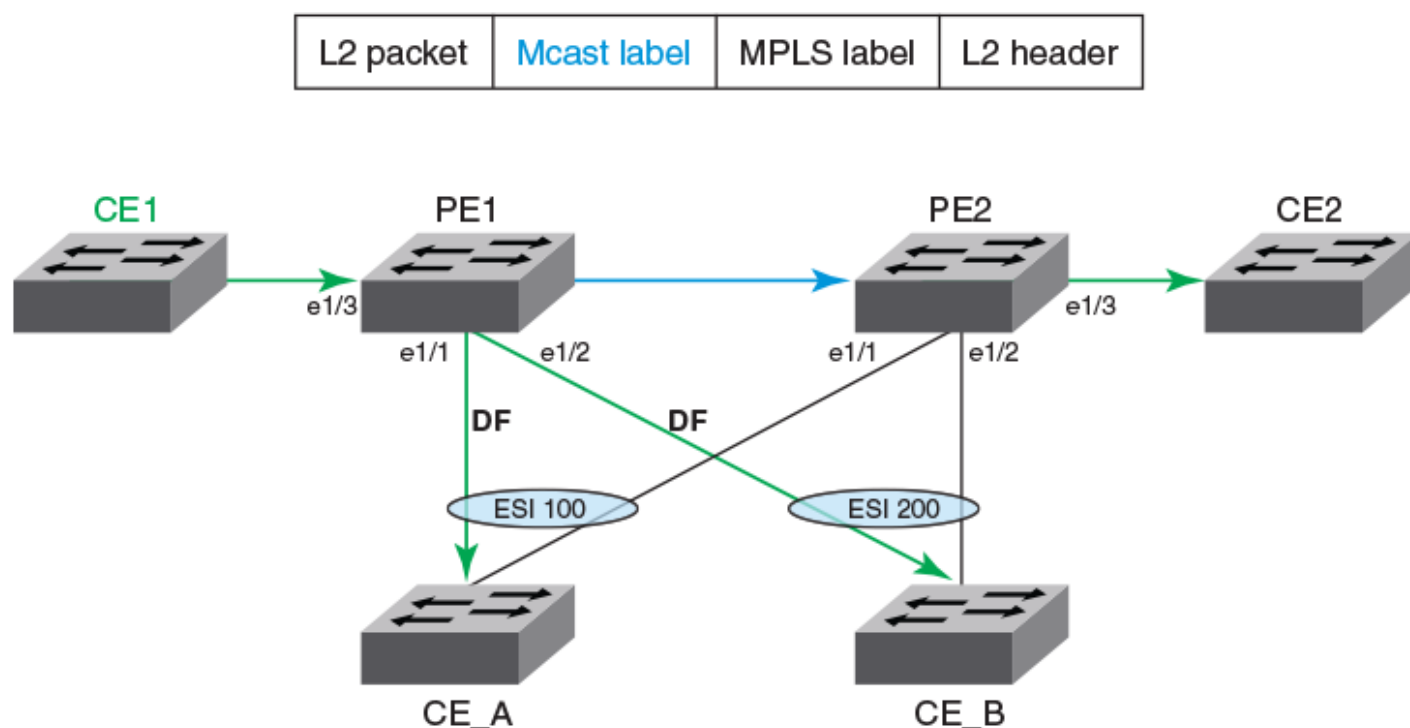 L2 packet Mcast label MPLS label L2 header
CE1 PE1 PE2 CE2
e1/3 e1/3
e1/1 e1/2 e1/1 e1/2
DF DF
ESI 100 ESI 200
CE_A CE_B